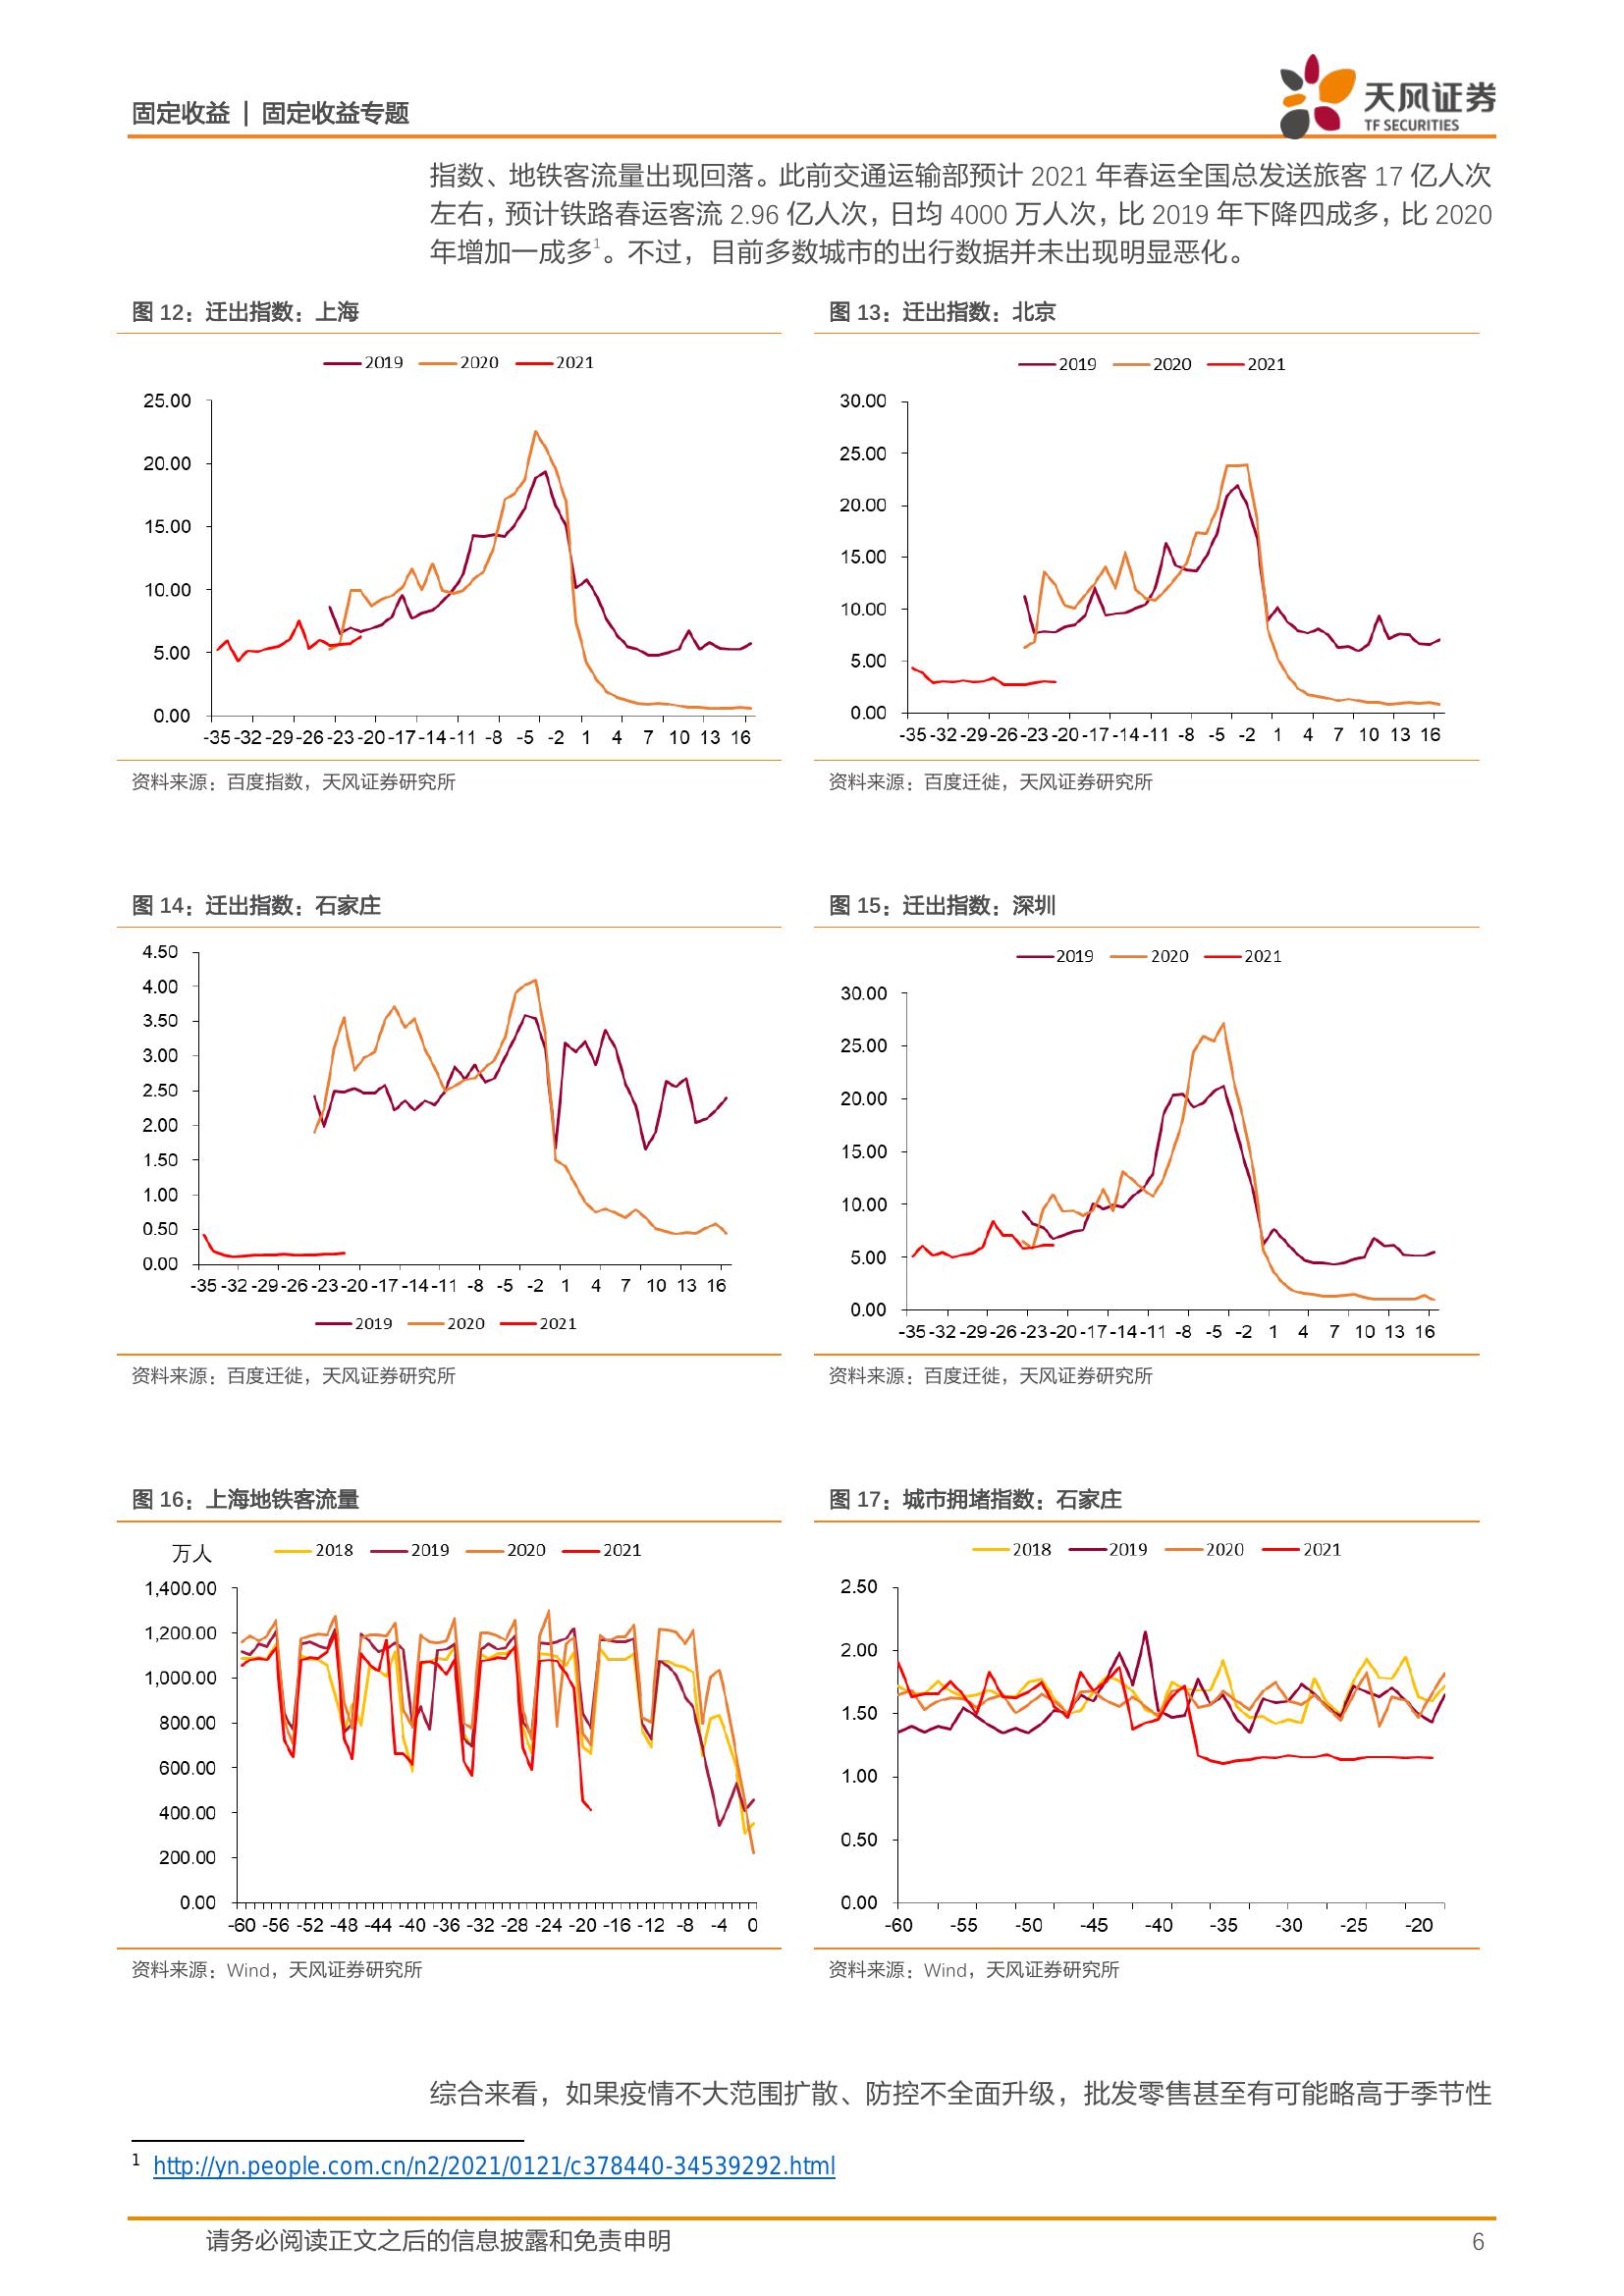 固定收益 | 固定收益专题
天风证券
TF SECURITIES
指数、地铁客流量出现回落。此前交通运输部预计 2021 年春运全国总发送旅客 17 亿人次
左右，预计铁路春运客流 2.96 亿人次，日均 4000 万人次，比 2019 年下降四成多，比 2020
年增加一成多1。不过，目前多数城市的出行数据并未出现明显恶化。
图 12：迁出指数：上海
2019 2020 2021
25.00
20.00
15.00
10.00
5.00
0.00
-35 -32 -29 -26 -23 -20 -17 -14 -11 -8 -5 -2 1 4 7 10 13 16
资料来源：百度指数，天风证券研究所
图 13：迁出指数：北京
2019 2020 2021
30.00
25.00
20.00
15.00
10.00
5.00
0.00
-35 -32 -29 -26 -23 -20 -17 -14 -11 -8 -5 -2 1 4 7 10 13 16
资料来源：百度迁徙，天风证券研究所
图 14：迁出指数：石家庄
4.50
4.00
3.50
3.00
2.50
2.00
1.50
1.00
0.50
0.00
-35 -32 -29 -26 -23 -20 -17 -14 -11 -8 -5 -2 1 4 7 10 13 16
2019 2020 2021
资料来源：百度迁徙，天风证券研究所
图 15：迁出指数：深圳
2019 2020 2021
30.00
25.00
20.00
15.00
10.00
5.00
0.00
-35 -32 -29 -26 -23 -20 -17 -14 -11 -8 -5 -2 1 4 7 10 13 16
资料来源：百度迁徙，天风证券研究所
图 16：上海地铁客流量
万人 2018 2019 2020 2021
1,400.00
1,200.00
1,000.00
800.00
600.00
400.00
200.00
0.00
-60 -56 -52 -48 -44 -40 -36 -32 -28 -24 -20 -16 -12 -8 -4 0
资料来源：Wind，天风证券研究所
图 17：城市拥堵指数：石家庄
2018 2019 2020 2021
2.50
2.00
1.50
1.00
0.50
0.00
-60 -55 -50 -45 -40 -35 -30 -25 -20
资料来源：Wind，天风证券研究所
综合来看，如果疫情不大范围扩散、防控不全面升级，批发零售甚至有可能略高于季节性
1 http://yn.people.com.cn/n2/2021/0121/c378440-34539292.html
请务必阅读正文之后的信息披露和免责申明 6